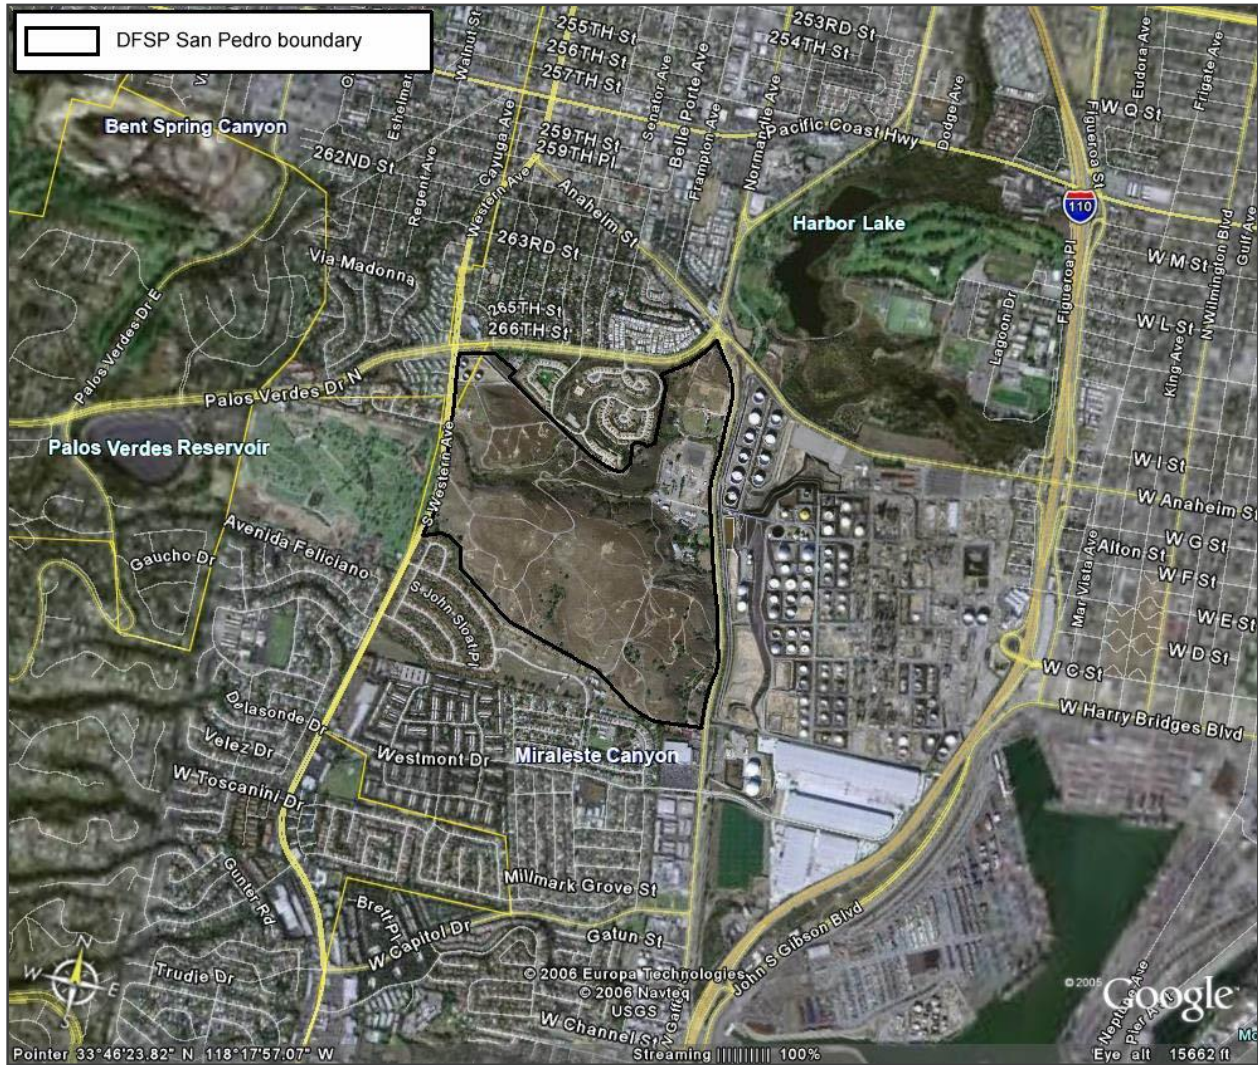 DFSP San Pedro boundary
Walnut St
255TH St
256TH St
257TH St
253RD St
254TH St
Senator Ave
Belle Porte Ave
Eudora Ave
Frigate Ave
W Q St
Bent Spring Canyon
262ND St
Regent Ave
Cayuga Ave
Western Ave
259TH St
259TH Pl
Anaheim St
Frampton Ave
Normandie Ave
Pacific Coast Hwy
Dodge Ave
Figueroa St
110
Harbor Lake
263RD St
Via Madonna
265TH St
266TH St
Palos Verdes Dr E
Palos Verdes Dr N
Lagoon Dr
Figueroa Pl
W M St
W L St
King Ave
N Wilmington Blvd
Gulf Ave
Palos Verdes Reservoir
S Western Ave
W I St
W Anaheim St
Avenida Feliciano
Gaucho Dr
S John Sloat Pl
Mar Vista Ave
Alton St
W G St
W F St
W E St
W D St
W C St
W Harry Bridges Blvd
Delasonde Dr
Velez Dr
Westmont Dr
Miraleste Canyon
W Toscanini Dr
Gunter Rd
Millmark Grove St
Brett Pl
W Capitol Dr
Gatun St
John S Gibson Blvd
Trudie Dr
N
W
E
S
© 2006 Europa Technologies
© 2006 Navteq
USGS
© 2005 Google
W Channel St
Neptune Ave
Pier A
Pointer 33°46'23.82" N 118°17'57.07" W
Streaming |||||||||| 100%
Eye alt 15662 ft